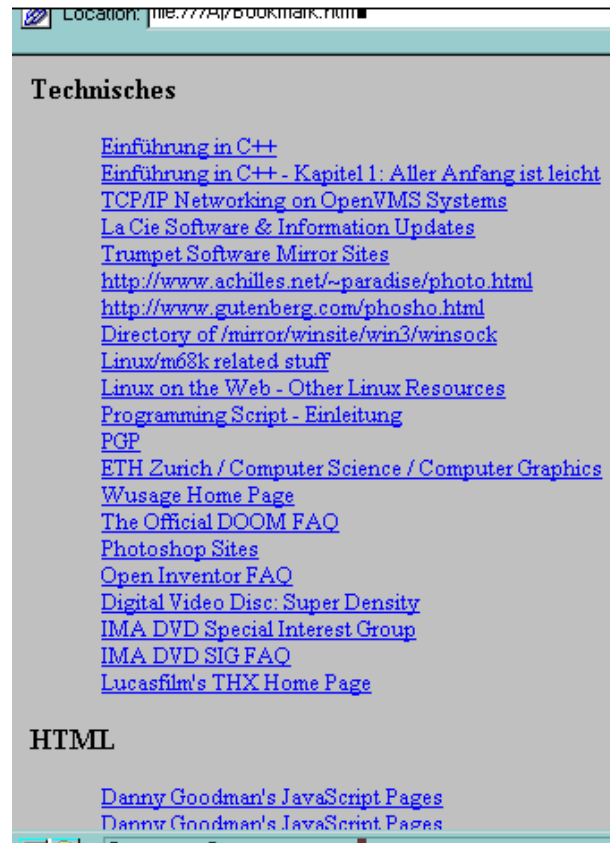 Location: file:///A|/Bookmark.htm
Technisches
Einführung in C++
Einführung in C++ - Kapitel 1: Aller Anfang ist leicht
TCP/IP Networking on OpenVMS Systems
La Cie Software & Information Updates
Trumpet Software Mirror Sites
http://www.achilles.net/~paradise/photo.html
http://www.gutenberg.com/phosho.html
Directory of /mirror/winsite/win3/winsock
Linux/m68k related stuff
Linux on the Web - Other Linux Resources
Programming Script - Einleitung
PGP
ETH Zurich / Computer Science / Computer Graphics
Wusage Home Page
The Official DOOM FAQ
Photoshop Sites
Open Inventor FAQ
Digital Video Disc: Super Density
IMA DVD Special Interest Group
IMA DVD SIG FAQ
Lucasfilm's THX Home Page
HTML
Danny Goodman's JavaScript Pages
Danny Goodman's JavaScript Pages